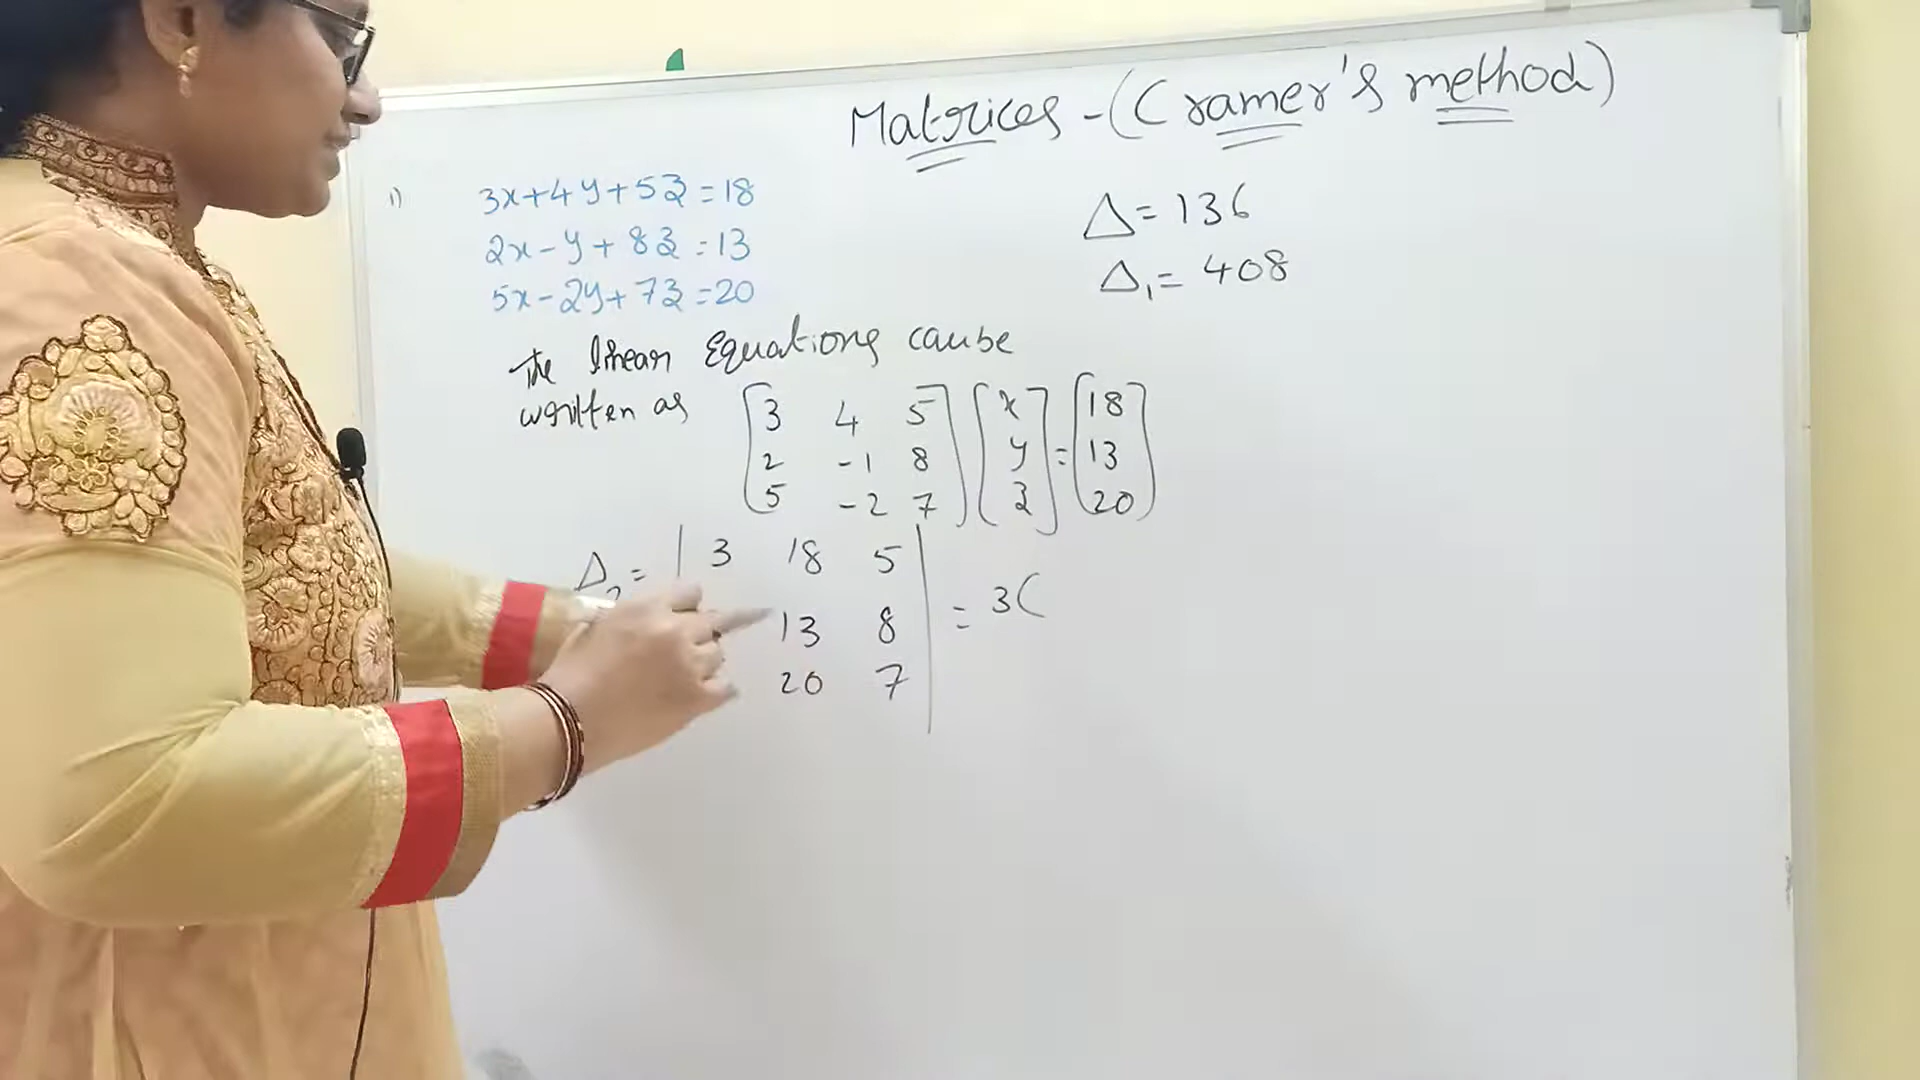 Matrices - (Cramer's method)
1) 3x+4y+5z=18
2x-y+8z=13
5x-2y+7z=20
Δ=136
Δ₁=408
The linear Equations canbe
written as [3 4 5] [x] = [18]
[2 -1 8] [y] [13]
[5 -2 7] [z] [20]
Δ₂= | 3 18 5 | = 3(
13 8
20 7